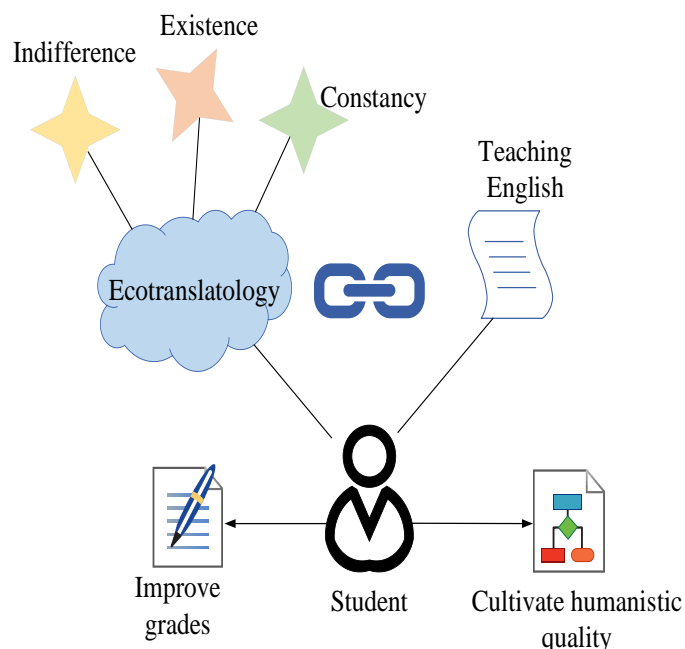 Existence
Indifference
Constancy
Teaching
English
Ecotranslatology
Improve
grades
Student
Cultivate humanistic
quality